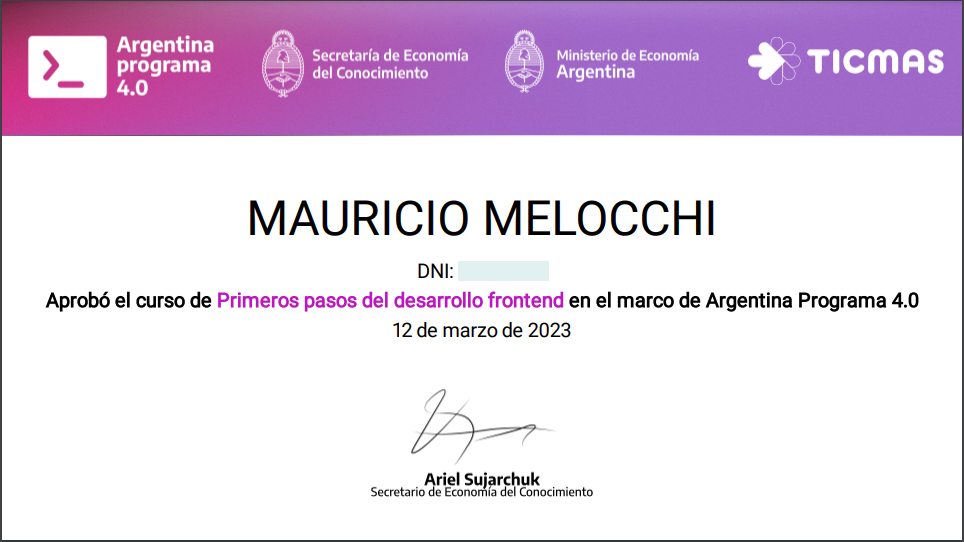 Argentina
programa
4.0
Secretaría de Economía
del Conocimiento
Ministerio de Economía
Argentina
TICMAS
MAURICIO MELOCCHI
DNI:
Aprobó el curso de Primeros pasos del desarrollo frontend en el marco de Argentina Programa 4.0
12 de marzo de 2023
Ariel Sujarchuk
Secretario de Economía del Conocimiento